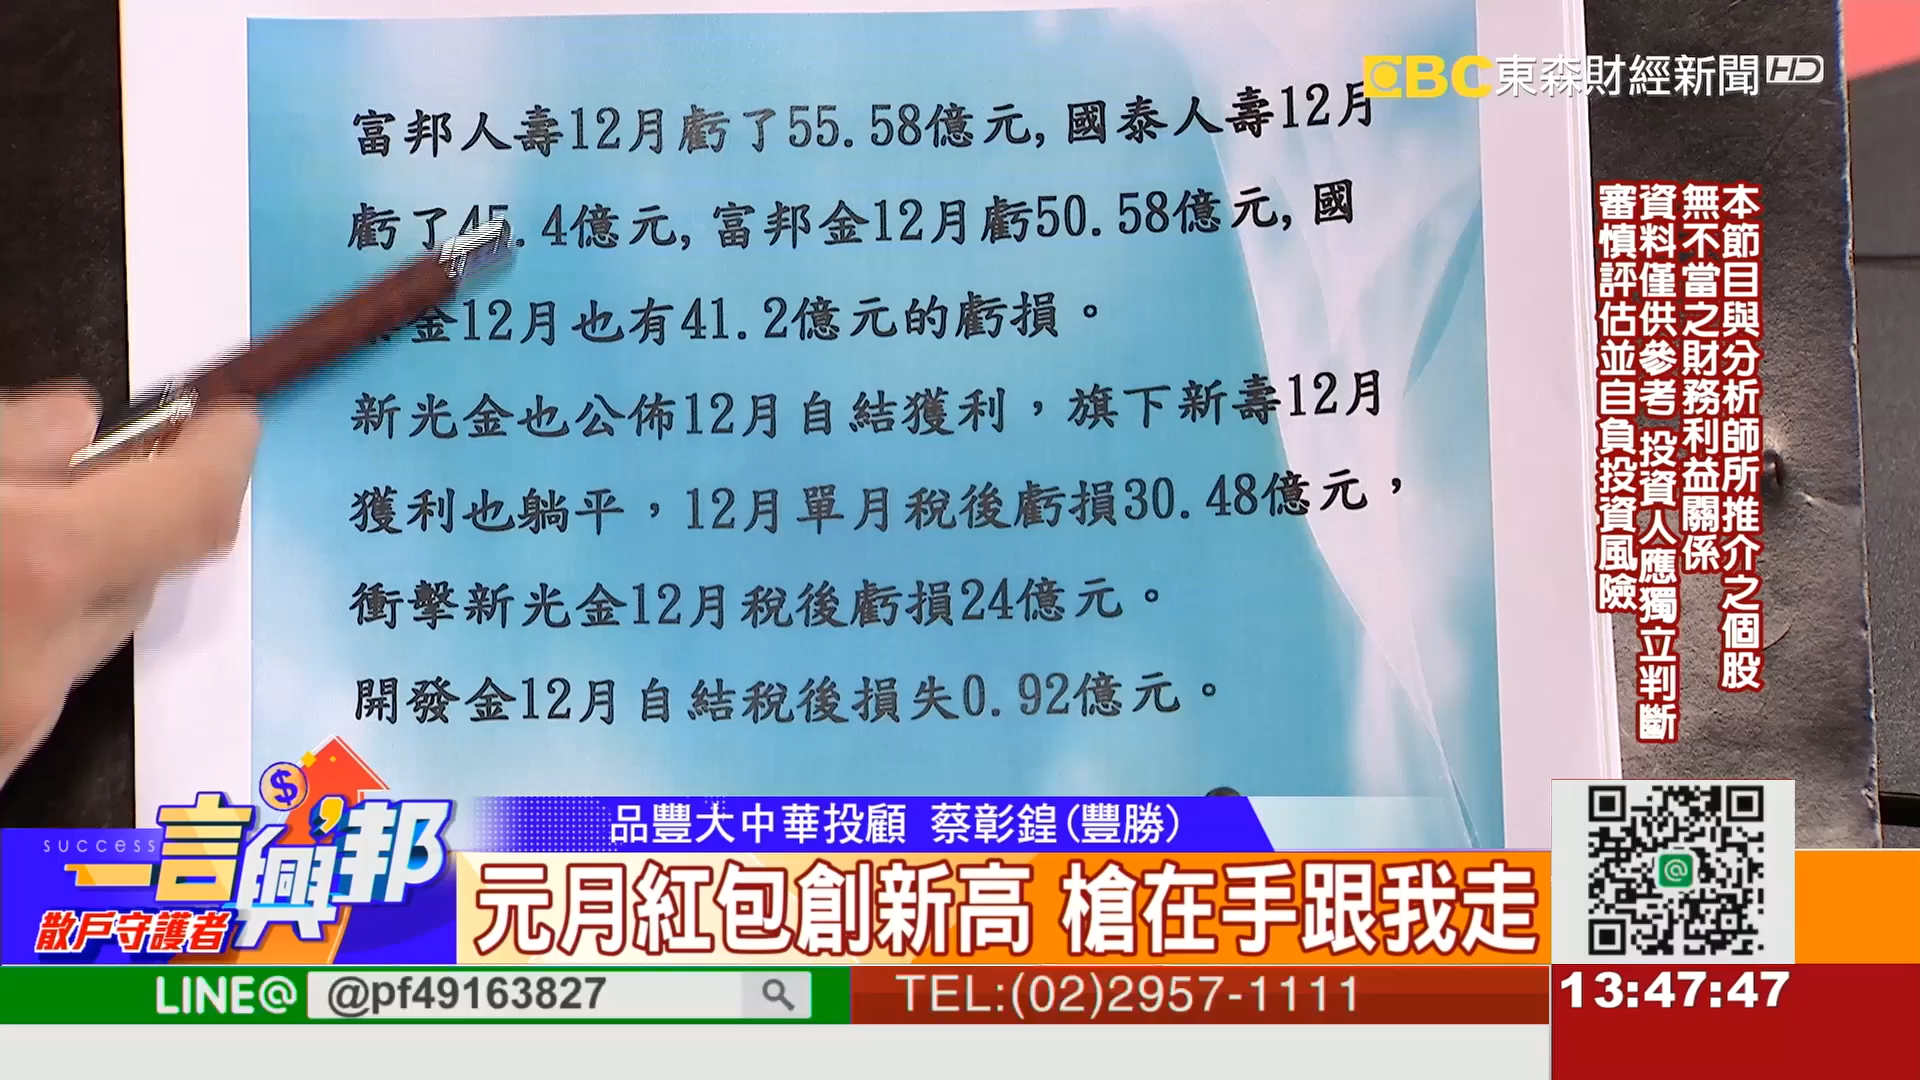 EBC東森財經新聞HD
富邦人壽12月虧了55.58億元,國泰人壽12月
虧了45.4億元,富邦金12月虧50.58億元,國
金12月也有41.2億元的虧損。
新光金也公佈12月自結獲利，旗下新壽12月
獲利也躺平，12月單月稅後虧損30.48億元，
衝擊新光金12月稅後虧損24億元。
開發金12月自結稅後損失0.92億元。
本節目與分析師所推介之個股
無不當之財務利益關係
資料僅供參考 投資人應獨立判斷
審慎評估並自負投資風險
success
一言興邦
散戶守護者
品豐大中華投顧 蔡彰鍠(豐勝)
元月紅包創新高 槍在手跟我走
LINE@ @pf49163827
TEL:(02)2957-1111
13:47:47